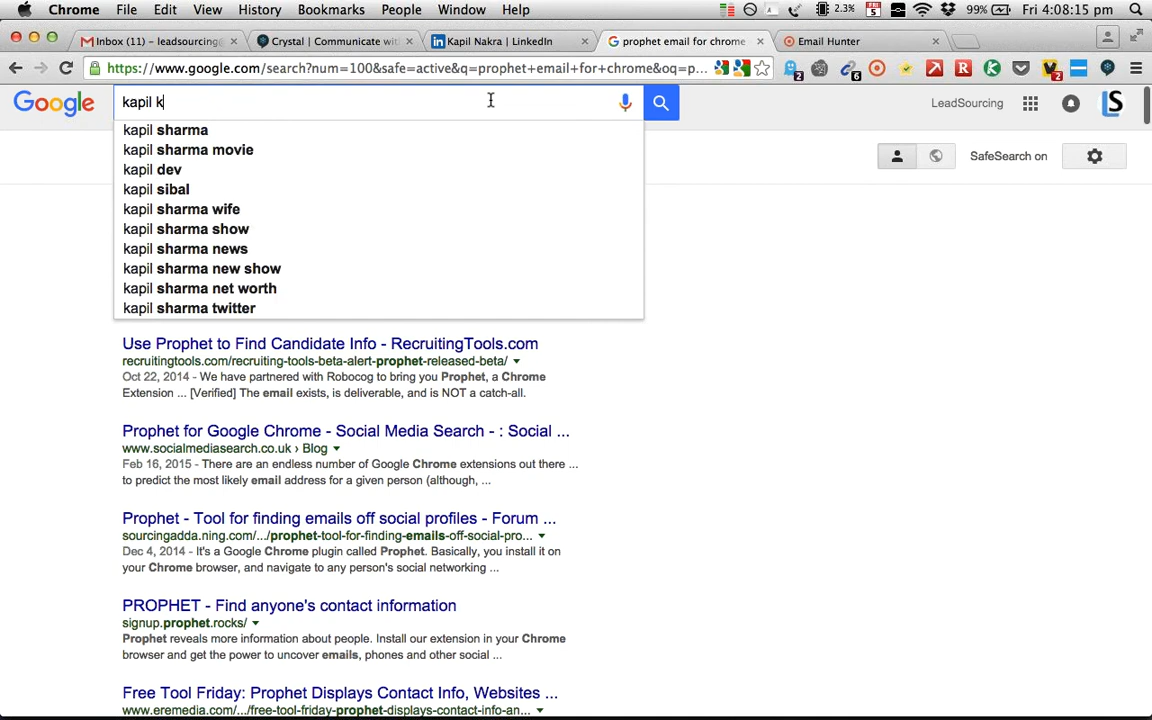 Chrome File Edit View History Bookmarks People Window Help 2.3% FRI 5 99% Fri 4:08:15 pm
Inbox (11) – leadsourcing@ Crystal | Communicate with Kapil Nakra | LinkedIn prophet email for chrome Email Hunter
https://www.google.com/search?num=100&safe=active&q=prophet+email+for+chrome&oq=p... 2 6 R K 2
Google kapil k LeadSourcing LS
kapil sharma
kapil sharma movie
SafeSearch on
kapil dev
kapil sibal
kapil sharma wife
kapil sharma show
kapil sharma news
kapil sharma new show
kapil sharma net worth
kapil sharma twitter
Use Prophet to Find Candidate Info - RecruitingTools.com
recruitingtools.com/recruiting-tools-beta-alert-prophet-released-beta/
Oct 22, 2014 - We have partnered with Robocog to bring you Prophet, a Chrome
Extension ... [Verified] The email exists, is deliverable, and is NOT a catch-all.
Prophet for Google Chrome - Social Media Search - : Social ...
www.socialmediasearch.co.uk › Blog
Feb 16, 2015 - There are an endless number of Google Chrome extensions out there ...
to predict the most likely email address for a given person (although, ...
Prophet - Tool for finding emails off social profiles - Forum ...
sourcingadda.ning.com/.../prophet-tool-for-finding-emails-off-social-pro...
Dec 4, 2014 - It's a Google Chrome plugin called Prophet. Basically, you install it on
your Chrome browser, and navigate to any person's social networking ...
PROPHET - Find anyone's contact information
signup.prophet.rocks/
Prophet reveals more information about people. Install our extension in your Chrome
browser and get the power to uncover emails, phones and other social ...
Free Tool Friday: Prophet Displays Contact Info, Websites ...
www.eremedia.com/.../free-tool-friday-prophet-displays-contact-info-an...